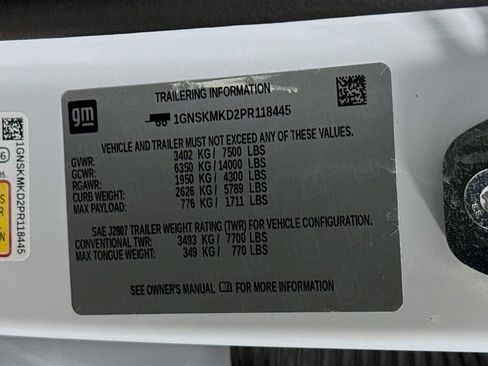 TRAILERING INFORMATION
gm
1GNSKMKD2PR118445
VEHICLE AND TRAILER MUST NOT EXCEED ANY OF THESE VALUES.
GVWR: 3402 KG / 7500 LBS
GCWR: 6350 KG / 14000 LBS
RGAWR: 1950 KG / 4300 LBS
CURB WEIGHT: 2626 KG / 5789 LBS
MAX PAYLOAD: 776 KG / 1711 LBS
SAE J2807 TRAILER WEIGHT RATING (TWR) FOR VEHICLE CONFIGURATION.
CONVENTIONAL TWR: 3493 KG / 7700 LBS
MAX TONGUE WEIGHT: 349 KG / 770 LBS
SEE OWNER'S MANUAL FOR MORE INFORMATION
1GNSKMKD2PR118445